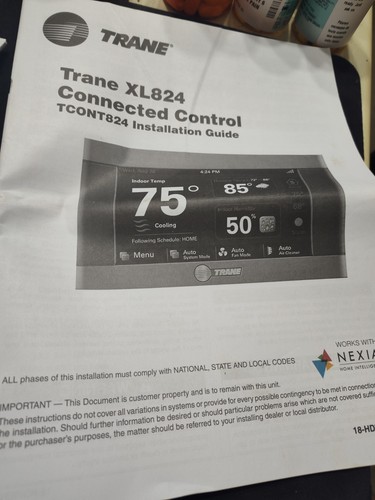 TRANE
Trane XL824
Connected Control
TCONT824 Installation Guide
4:24 PM
Indoor Temp
75°
85°
Cooling
50%
Following Schedule: HOME
Menu
Auto
System Mode
Auto
Fan Mode
Auto
Air Cleaner
TRANE
WORKS WITH
NEXIA
HOME INTELLIG
ALL phases of this installation must comply with NATIONAL, STATE AND LOCAL CODES
IMPORTANT — This Document is customer property and is to remain with this unit.
These instructions do not cover all variations in systems or provide for every possible contingency to be met in connection
the installation. Should further information be desired or should particular problems arise which are not covered suffi
or the purchaser's purposes, the matter should be referred to your installing dealer or local distributor.
18-HD